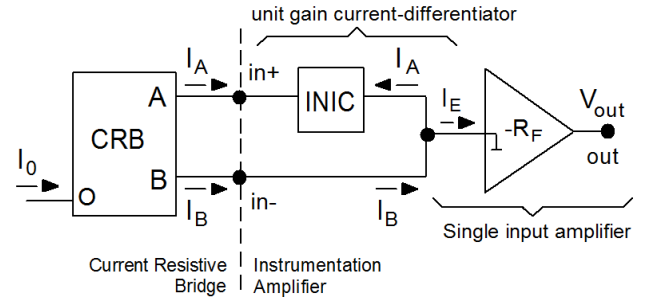 unit gain current-differentiator
I_A
in+
I_A
A
INIC
I_E
V_out
CRB
-R_F
out
I_0
B
O
I_B
in-
I_B
Single input amplifier
Current Resistive
Bridge
Instrumentation
Amplifier